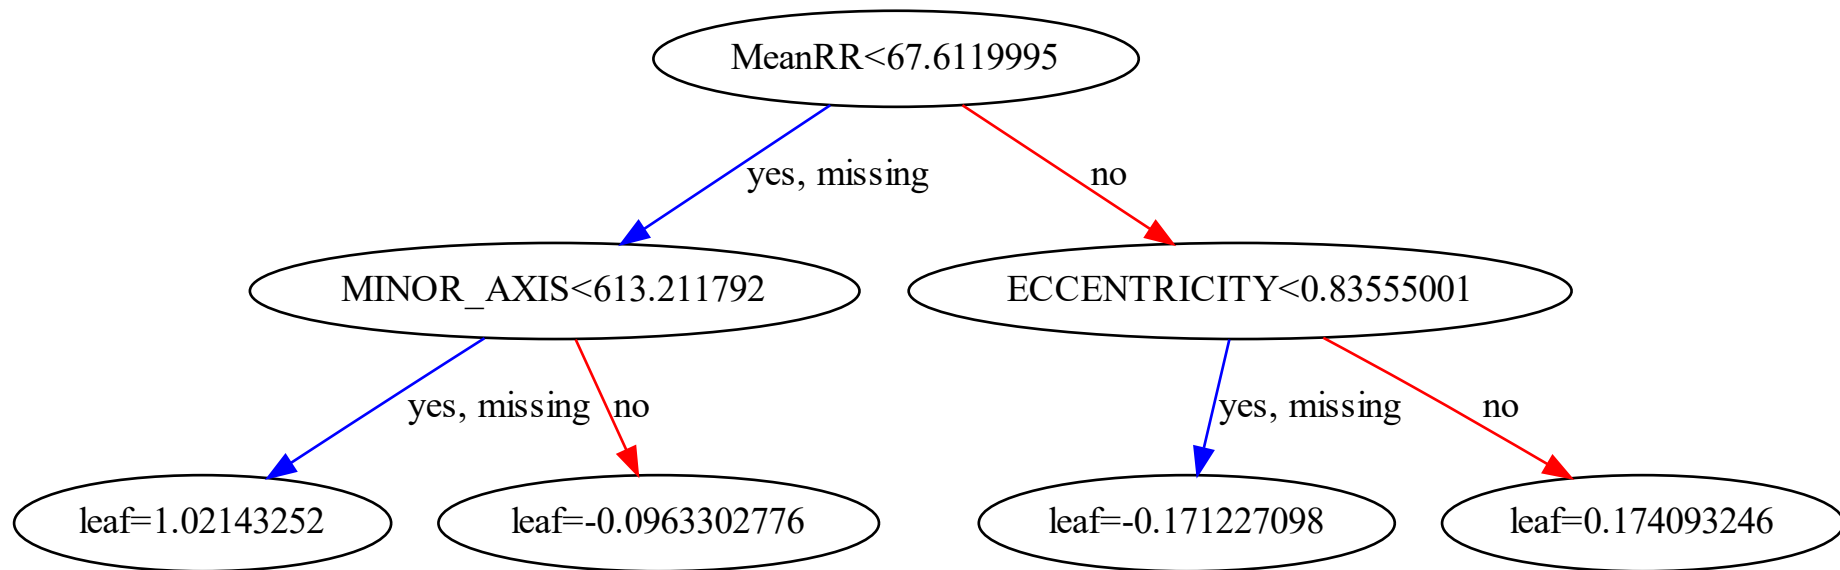 MeanRR<67.6119995
yes, missing
no
MINOR_AXIS<613.211792
ECCENTRICITY<0.83555001
yes, missing
no
yes, missing
no
leaf=1.02143252
leaf=-0.0963302776
leaf=-0.171227098
leaf=0.174093246